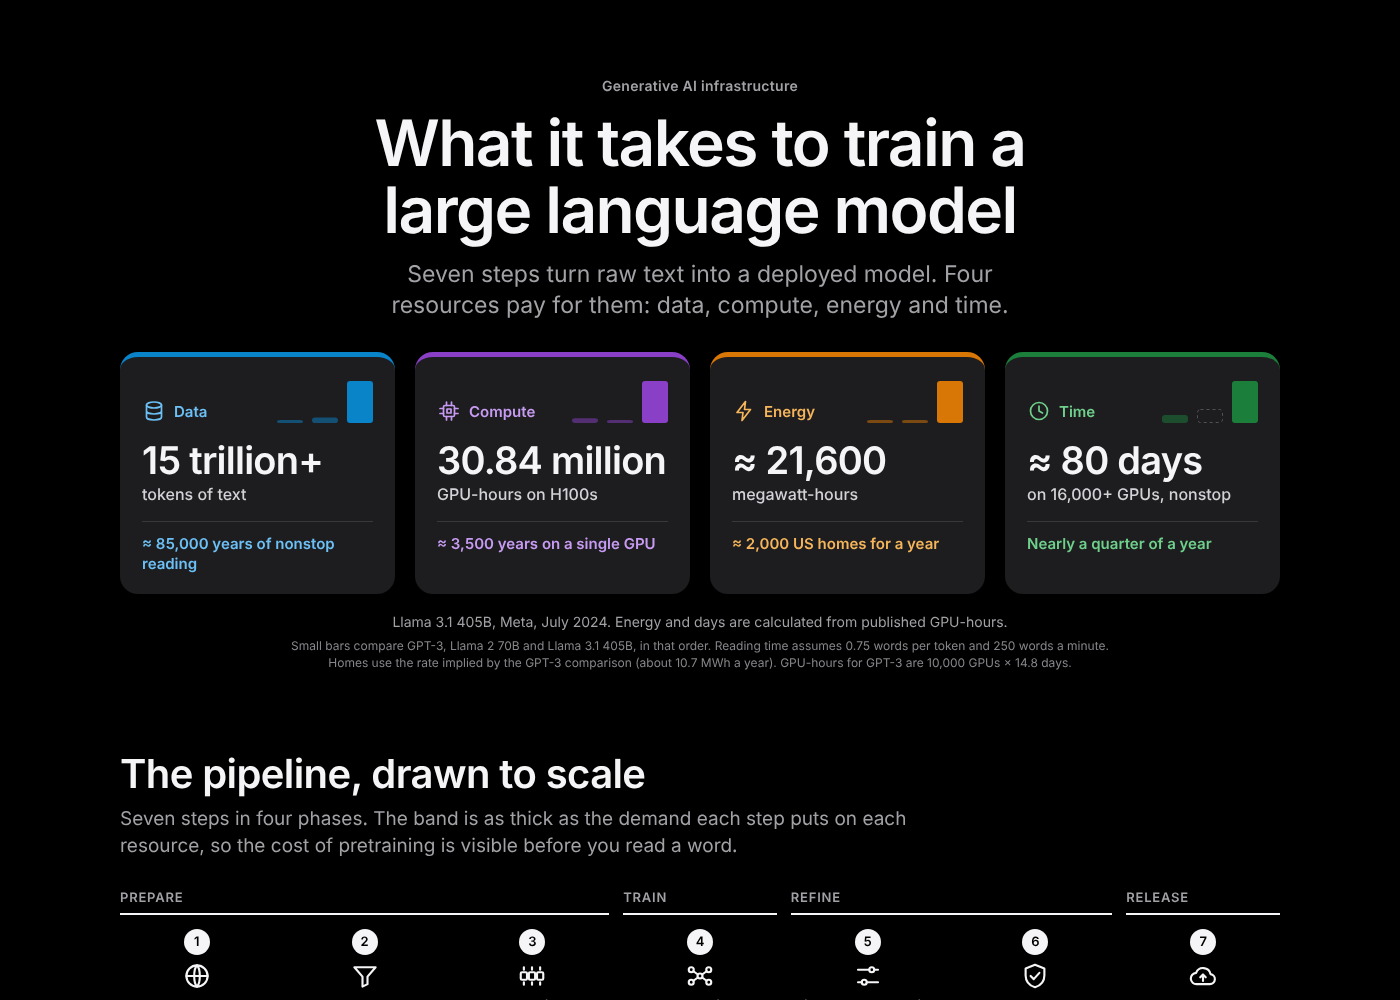 Generative AI infrastructure
What it takes to train a
large language model
Seven steps turn raw text into a deployed model. Four
resources pay for them: data, compute, energy and time.
Data
15 trillion+
tokens of text
≈ 85,000 years of nonstop
reading
Compute
30.84 million
GPU-hours on H100s
≈ 3,500 years on a single GPU
Energy
≈ 21,600
megawatt-hours
≈ 2,000 US homes for a year
Time
≈ 80 days
on 16,000+ GPUs, nonstop
Nearly a quarter of a year
Llama 3.1 405B, Meta, July 2024. Energy and days are calculated from published GPU-hours.
Small bars compare GPT-3, Llama 2 70B and Llama 3.1 405B, in that order. Reading time assumes 0.75 words per token and 250 words a minute.
Homes use the rate implied by the GPT-3 comparison (about 10.7 MWh a year). GPU-hours for GPT-3 are 10,000 GPUs × 14.8 days.
The pipeline, drawn to scale
Seven steps in four phases. The band is as thick as the demand each step puts on each
resource, so the cost of pretraining is visible before you read a word.
PREPARE
TRAIN
REFINE
RELEASE
1
2
3
4
5
6
7